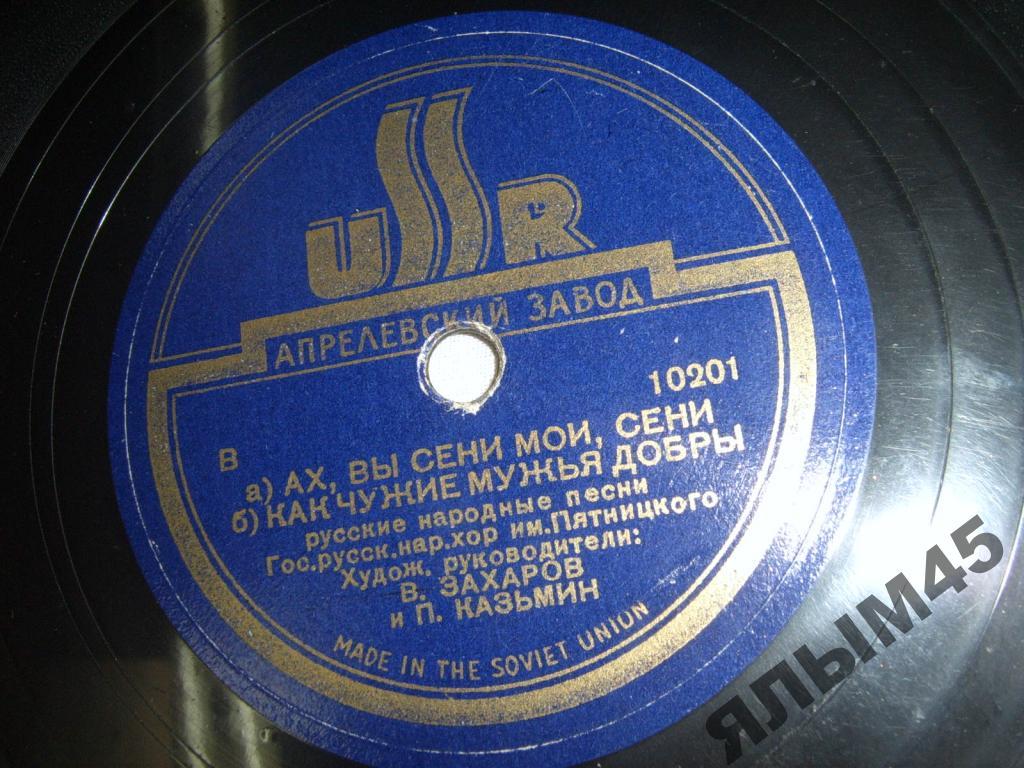 USSR
АПРЕЛЕВСКИЙ ЗАВОД
10201
В
а) АХ, ВЫ СЕНИ МОИ, СЕНИ
б) КАК ЧУЖИЕ МУЖЬЯ ДОБРЫ
русские народные песни
Гос.русск.нар.хор им.Пятницкого
Худож. руководители:
В. ЗАХАРОВ
и П. КАЗЬМИН
MADE IN THE SOVIET UNION
ЯЛЫМ45